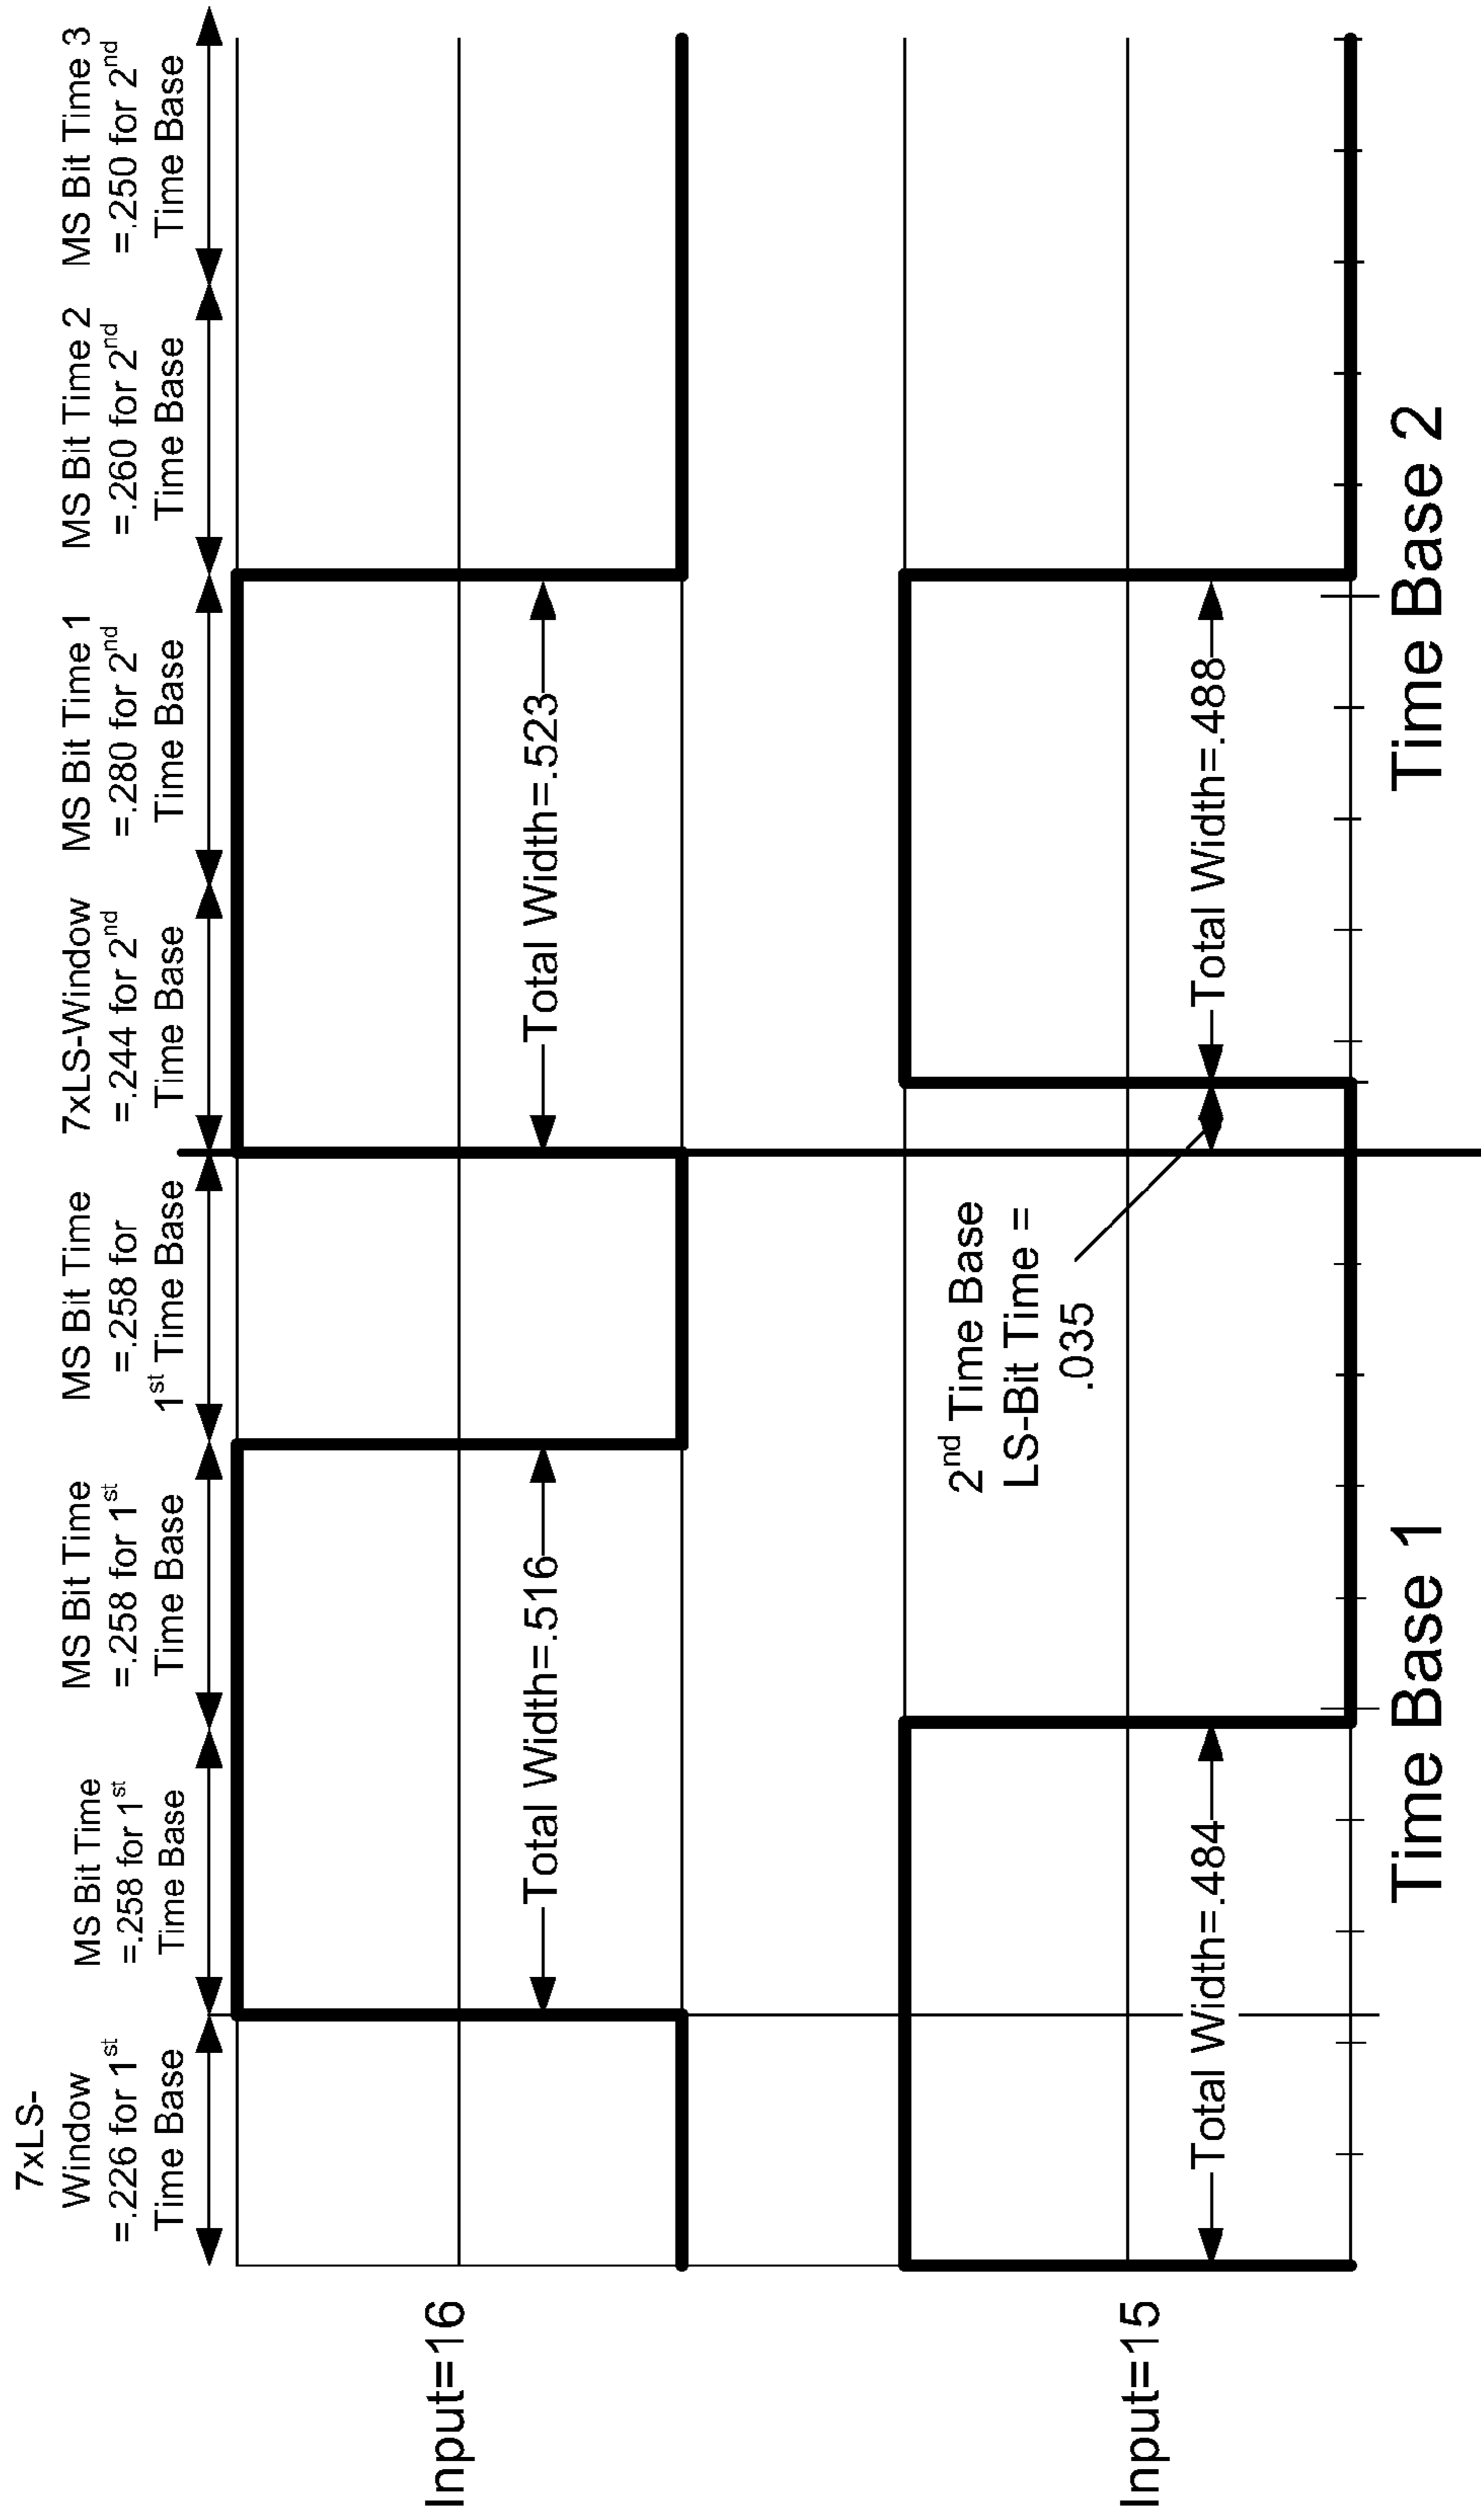 7xLS-
Window
=.226 for 1st
Time Base
MS Bit Time
=.258 for 1st
Time Base
MS Bit Time
=.258 for 1st
Time Base
MS Bit Time
=.258 for
1st Time Base
7xLS-Window
=.244 for 2nd
Time Base
MS Bit Time 1
=.280 for 2nd
Time Base
MS Bit Time 2
=.260 for 2nd
Time Base
MS Bit Time 3
=.250 for 2nd
Time Base
Input=16
Total Width=.516
Total Width=.523
2nd Time Base
LS-Bit Time =
.035
Input=15
Total Width=.484
Total Width=.488
Time Base 1
Time Base 2